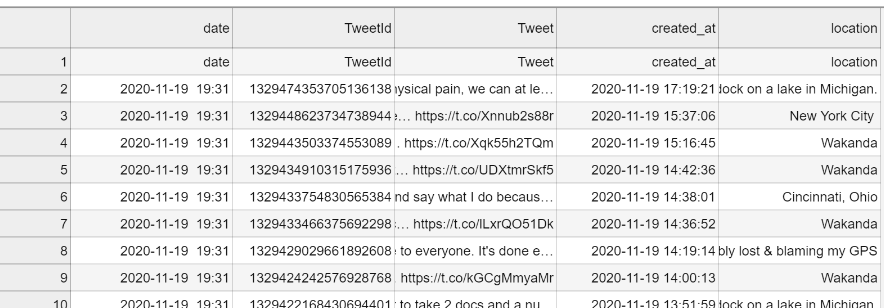 date TweetId Tweet created_at location
1 date TweetId Tweet created_at location
2 2020-11-19 19:31 1329474353705136138 ysical pain, we can at le… 2020-11-19 17:19:21 dock on a lake in Michigan.
3 2020-11-19 19:31 1329448623734738944 … https://t.co/Xnnub2s88r 2020-11-19 15:37:06 New York City
4 2020-11-19 19:31 1329443503374553089 . https://t.co/Xqk55h2TQm 2020-11-19 15:16:45 Wakanda
5 2020-11-19 19:31 1329434910315175936 … https://t.co/UDXtmrSkf5 2020-11-19 14:42:36 Wakanda
6 2020-11-19 19:31 1329433754830565384 nd say what I do becaus… 2020-11-19 14:38:01 Cincinnati, Ohio
7 2020-11-19 19:31 1329433466375692298 … https://t.co/lLxrQO51Dk 2020-11-19 14:36:52 Wakanda
8 2020-11-19 19:31 1329429029661892608 to everyone. It's done e… 2020-11-19 14:19:14 bly lost & blaming my GPS
9 2020-11-19 19:31 1329424242576928768 https://t.co/kGCgMmyaMr 2020-11-19 14:00:13 Wakanda
10 2020-11-19 19:31 1329422168430694401 to take 2 docs and a nu… 2020-11-19 13:51:59 dock on a lake in Michigan.